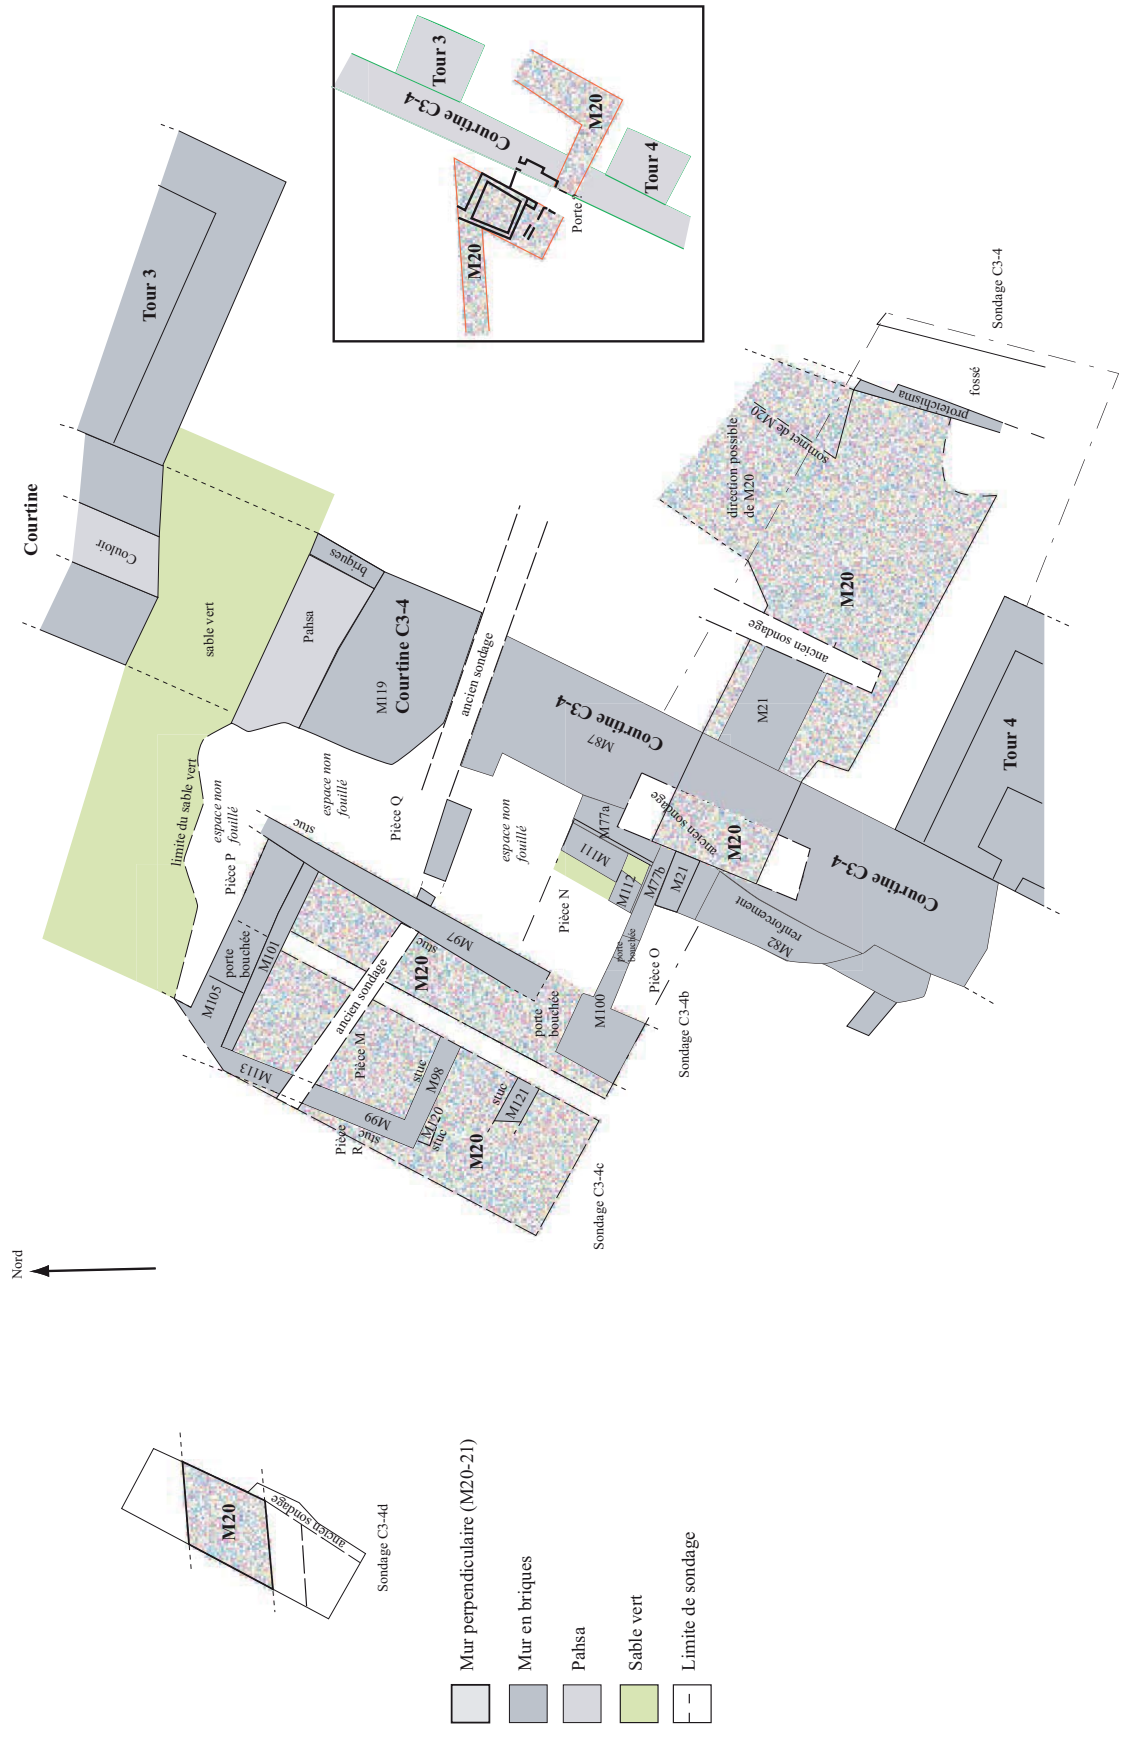 Nord
Courtine
Tour 3
Couloir
sable vert
limite du sable vert
briques
Pahsa
M119
Courtine C3-4
espace non
fouillé
Pièce P
espace non
fouillé
Pièce Q
stuc
ancien sondage
M105
porte
bouchée
M101
M113
ancien sondage
Pièce M
M97
stuc
M20
M99
stuc
Pièce
R
stuc
M98
M120
stuc
M20
stuc
M121
porte
bouchée
M100
Sondage C3-4c
Sondage C3-4b
Pièce O
Pièce N
espace non
fouillé
M111
M112
M77a
M77b
M21
porte
bouchée
M87
Courtine C3-4
ancien sondage
M20
renforcement
M82
Courtine C3-4
M21
ancien sondage
M20
direction possible
de M20
sommet de M20
proteichisma
fossé
Sondage C3-4
Tour 4
Tour 3
Courtine C3-4
M20
Tour 4
M20
Porte ?
M20
ancien sondage
Sondage C3-4d
Mur perpendiculaire (M20-21)
Mur en briques
Pahsa
Sable vert
Limite de sondage